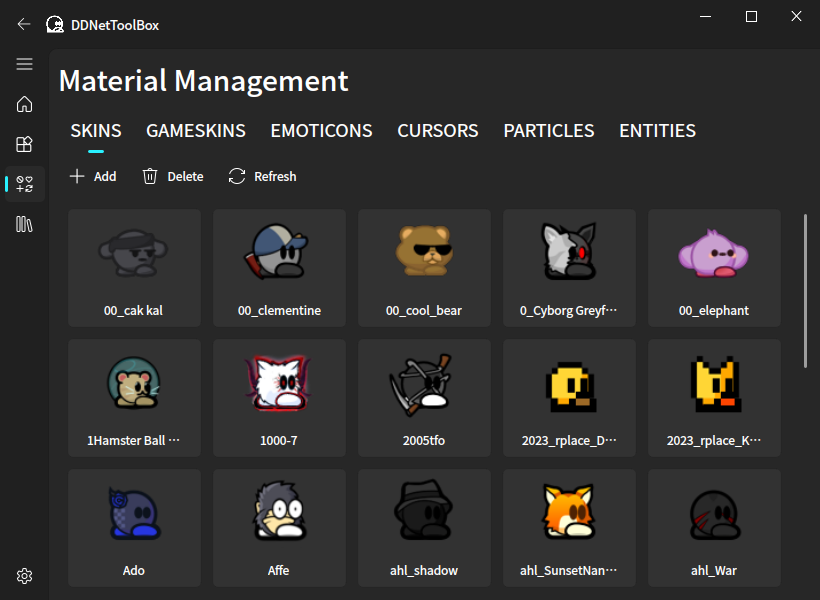 DDNetToolBox
Material Management
SKINS GAMESKINS EMOTICONS CURSORS PARTICLES ENTITIES
Add Delete Refresh
00_cak kal 00_clementine 00_cool_bear 0_Cyborg Greyf⋯ 00_elephant
1Hamster Ball ⋯ 1000-7 2005tfo 2023_rplace_D⋯ 2023_rplace_K⋯
Ado Affe ahl_shadow ahl_SunsetNan⋯ ahl_War